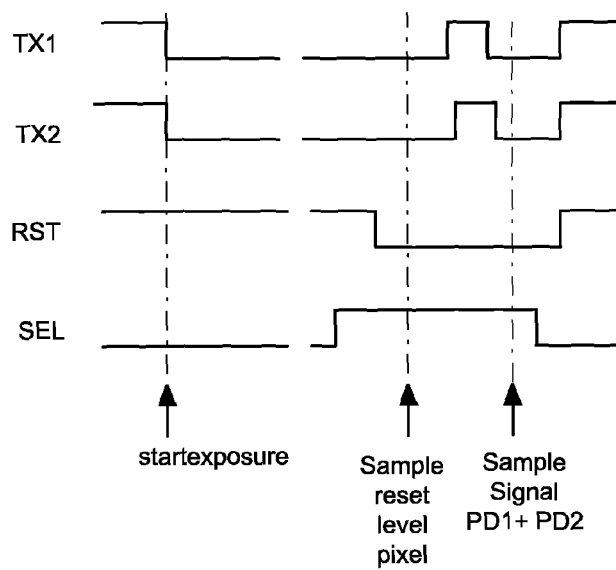 TX1
TX2
RST
SEL
startexposure
Sample
reset
level
pixel
Sample
Signal
PD1+ PD2